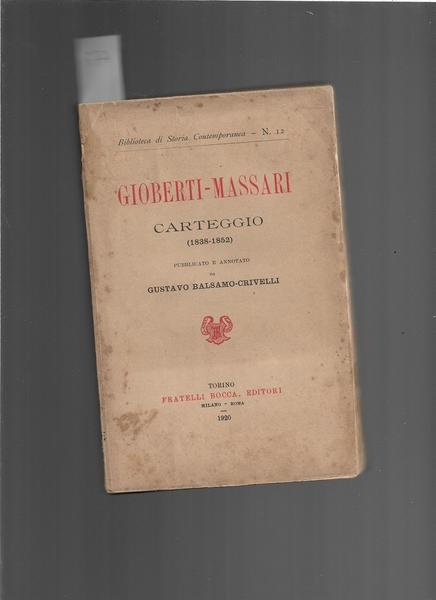 Biblioteca di Storia Contemporanea - N. 12
GIOBERTI-MASSARI
CARTEGGIO
(1838-1852)
PUBBLICATO E ANNOTATO
DA
GUSTAVO BALSAMO-CRIVELLI
TORINO
FRATELLI BOCCA, EDITORI
MILANO - ROMA
1920